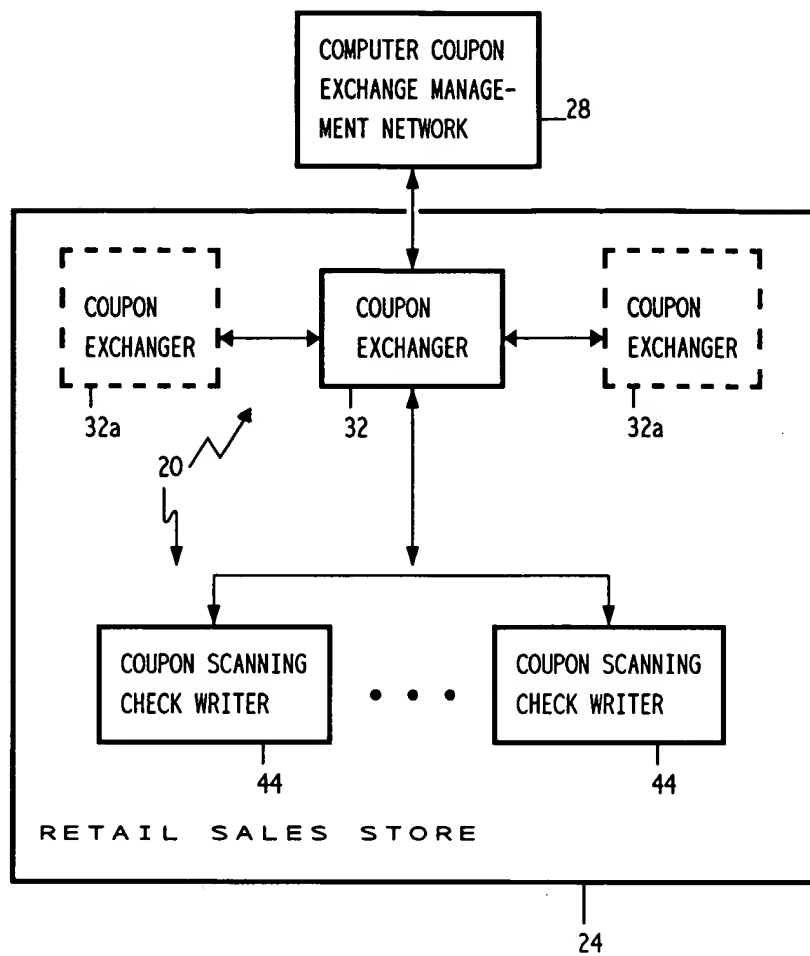 COMPUTER COUPON
EXCHANGE MANAGE-
MENT NETWORK
28
COUPON
EXCHANGER
32a
COUPON
EXCHANGER
32
COUPON
EXCHANGER
32a
20
COUPON SCANNING
CHECK WRITER
44
COUPON SCANNING
CHECK WRITER
44
RETAIL SALES STORE
24